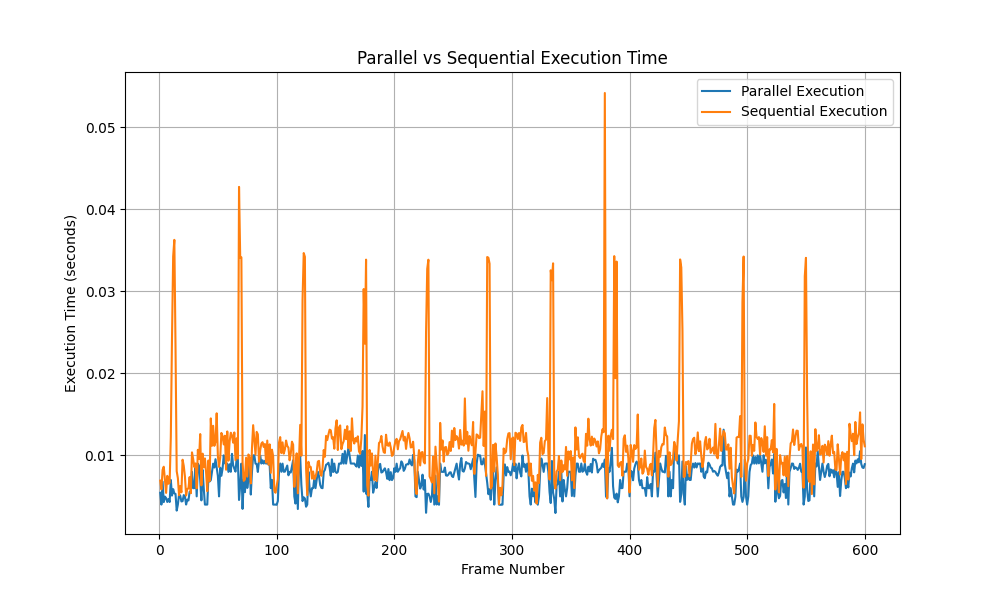 Parallel vs Sequential Execution Time
Parallel Execution
Sequential Execution
Execution Time (seconds)
0.05
0.04
0.03
0.02
0.01
0 100 200 300 400 500 600
Frame Number